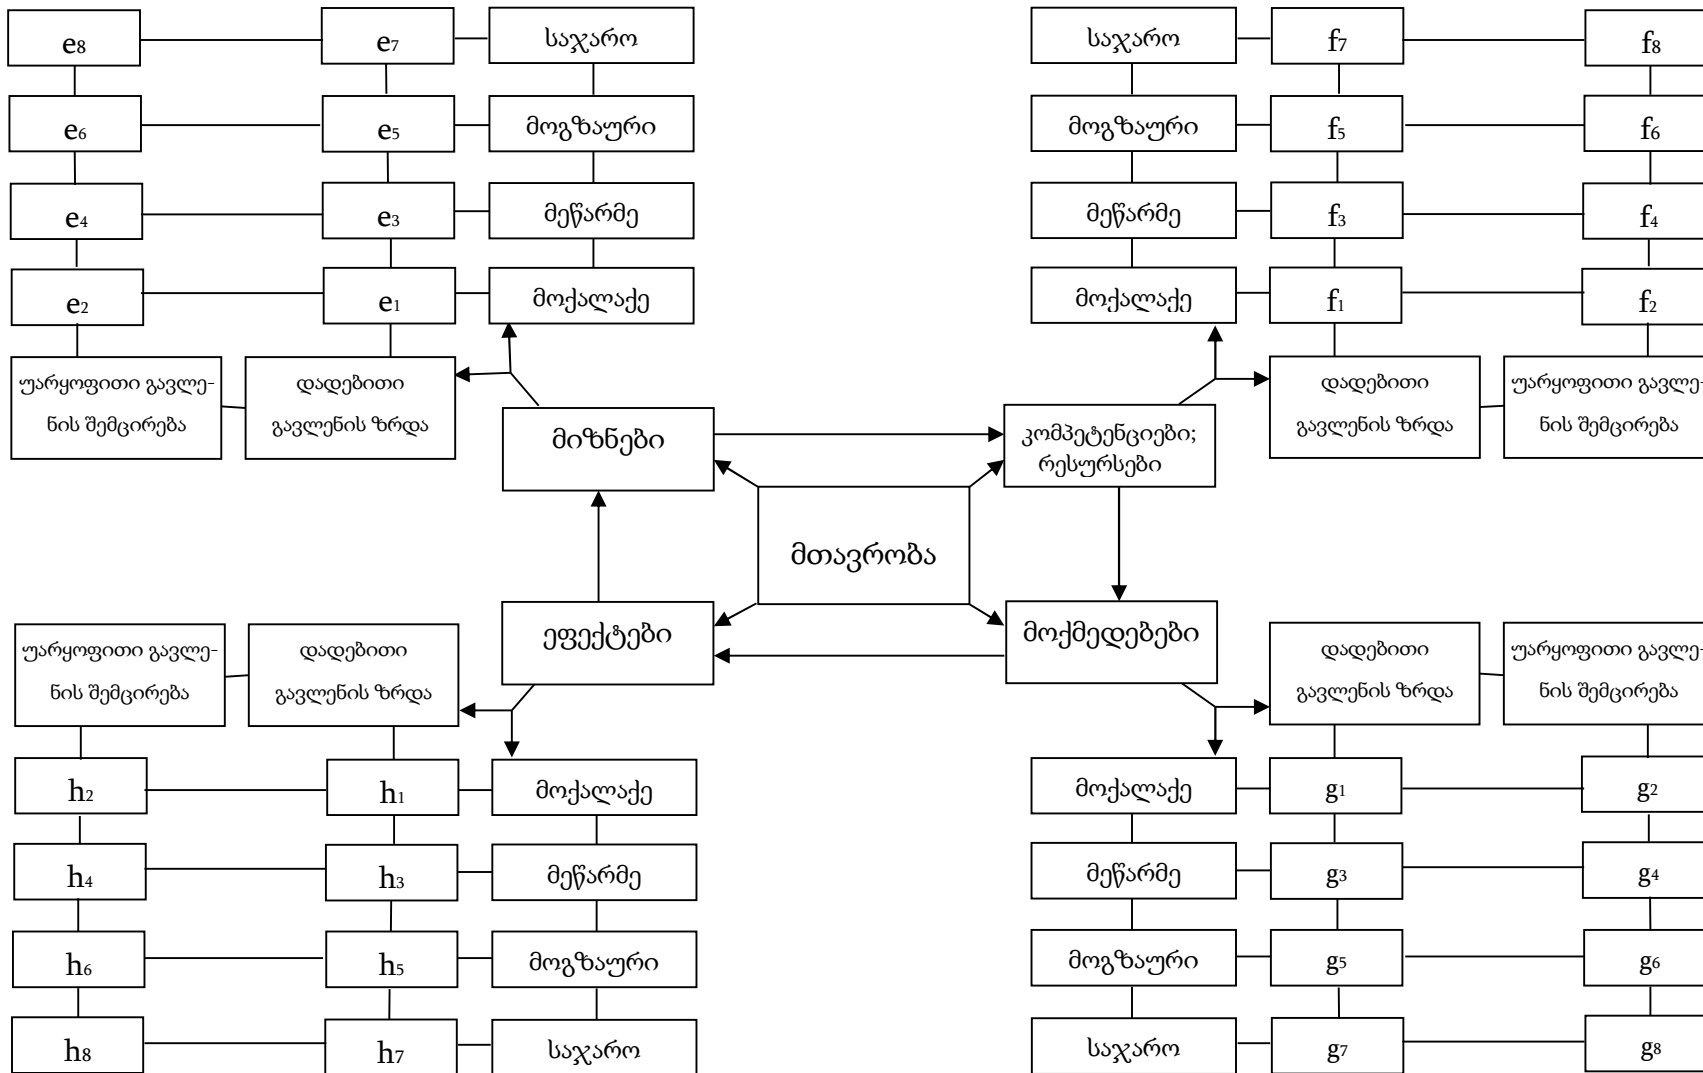 e8 e7 საჯარო საჯარო f7 f8
e6 e5 მოგზაური მოგზაური f5 f6
e4 e3 მეწარმე მეწარმე f3 f4
e2 e1 მოქალაქე მოქალაქე f1 f2
უარყოფითი გავლე-
ნის შემცირება
დადებითი
გავლენის ზრდა
მიზნები
კომპეტენციები;
რესურსები
დადებითი
გავლენის ზრდა
უარყოფითი გავლე-
ნის შემცირება
მთავრობა
უარყოფითი გავლე-
ნის შემცირება
დადებითი
გავლენის ზრდა
ეფექტები
მოქმედებები
დადებითი
გავლენის ზრდა
უარყოფითი გავლე-
ნის შემცირება
h2 h1 მოქალაქე მოქალაქე g1 g2
h4 h3 მეწარმე მეწარმე g3 g4
h6 h5 მოგზაური მოგზაური g5 g6
h8 h7 საჯარო საჯარო g7 g8